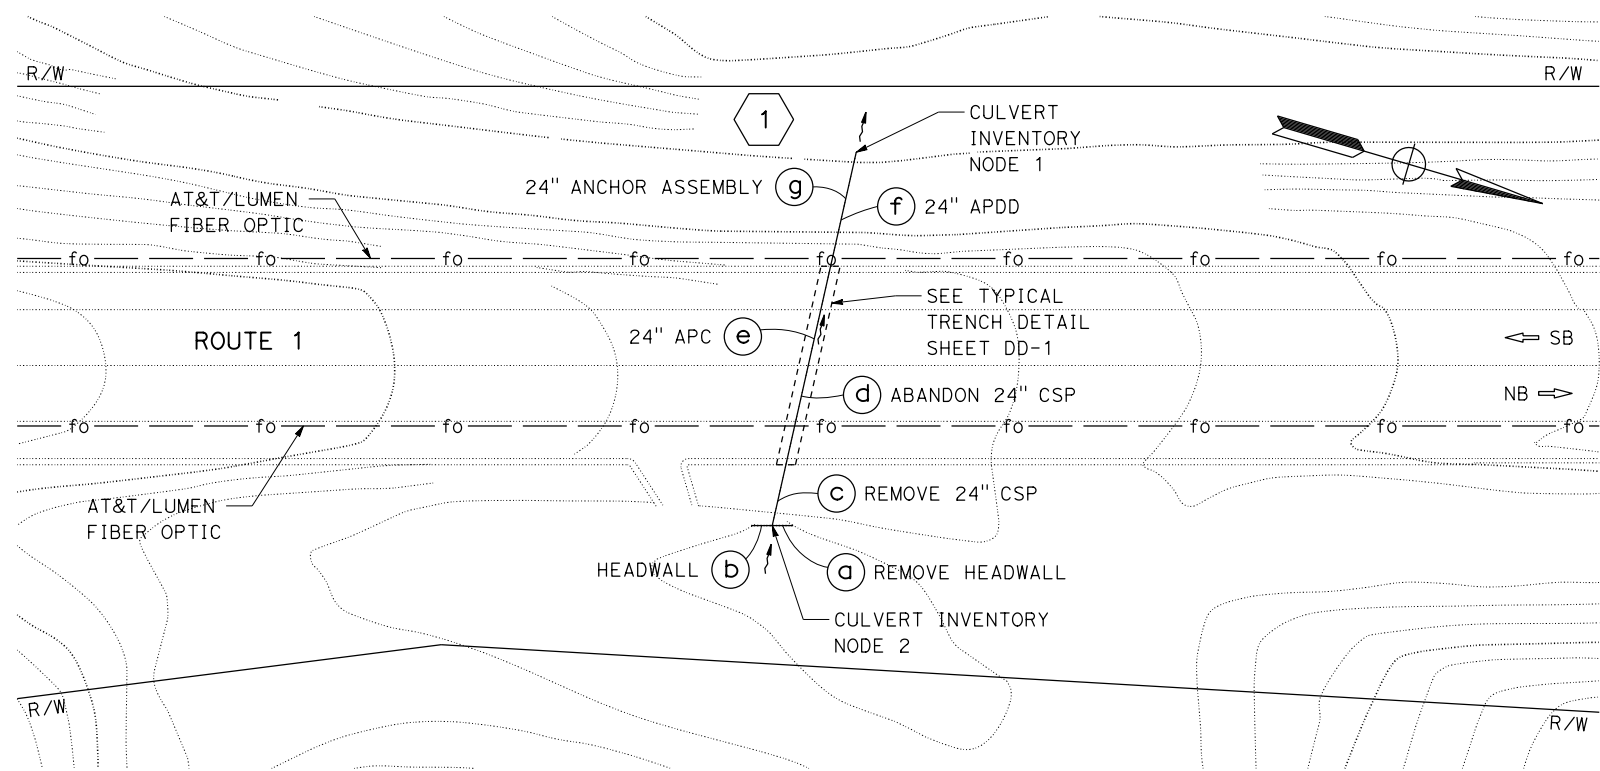 R/W
R/W
1
CULVERT
INVENTORY
NODE 1
24" ANCHOR ASSEMBLY
g
f
24" APDD
AT&T/LUMEN
FIBER OPTIC
fo fo fo fo fo fo fo fo fo
SEE TYPICAL
TRENCH DETAIL
SHEET DD-1
24" APC
e
ROUTE 1
SB
NB
d
ABANDON 24" CSP
fo fo fo fo fo fo fo fo fo
c
REMOVE 24" CSP
AT&T/LUMEN
FIBER OPTIC
HEADWALL
b
a
REMOVE HEADWALL
CULVERT INVENTORY
NODE 2
R/W
R/W